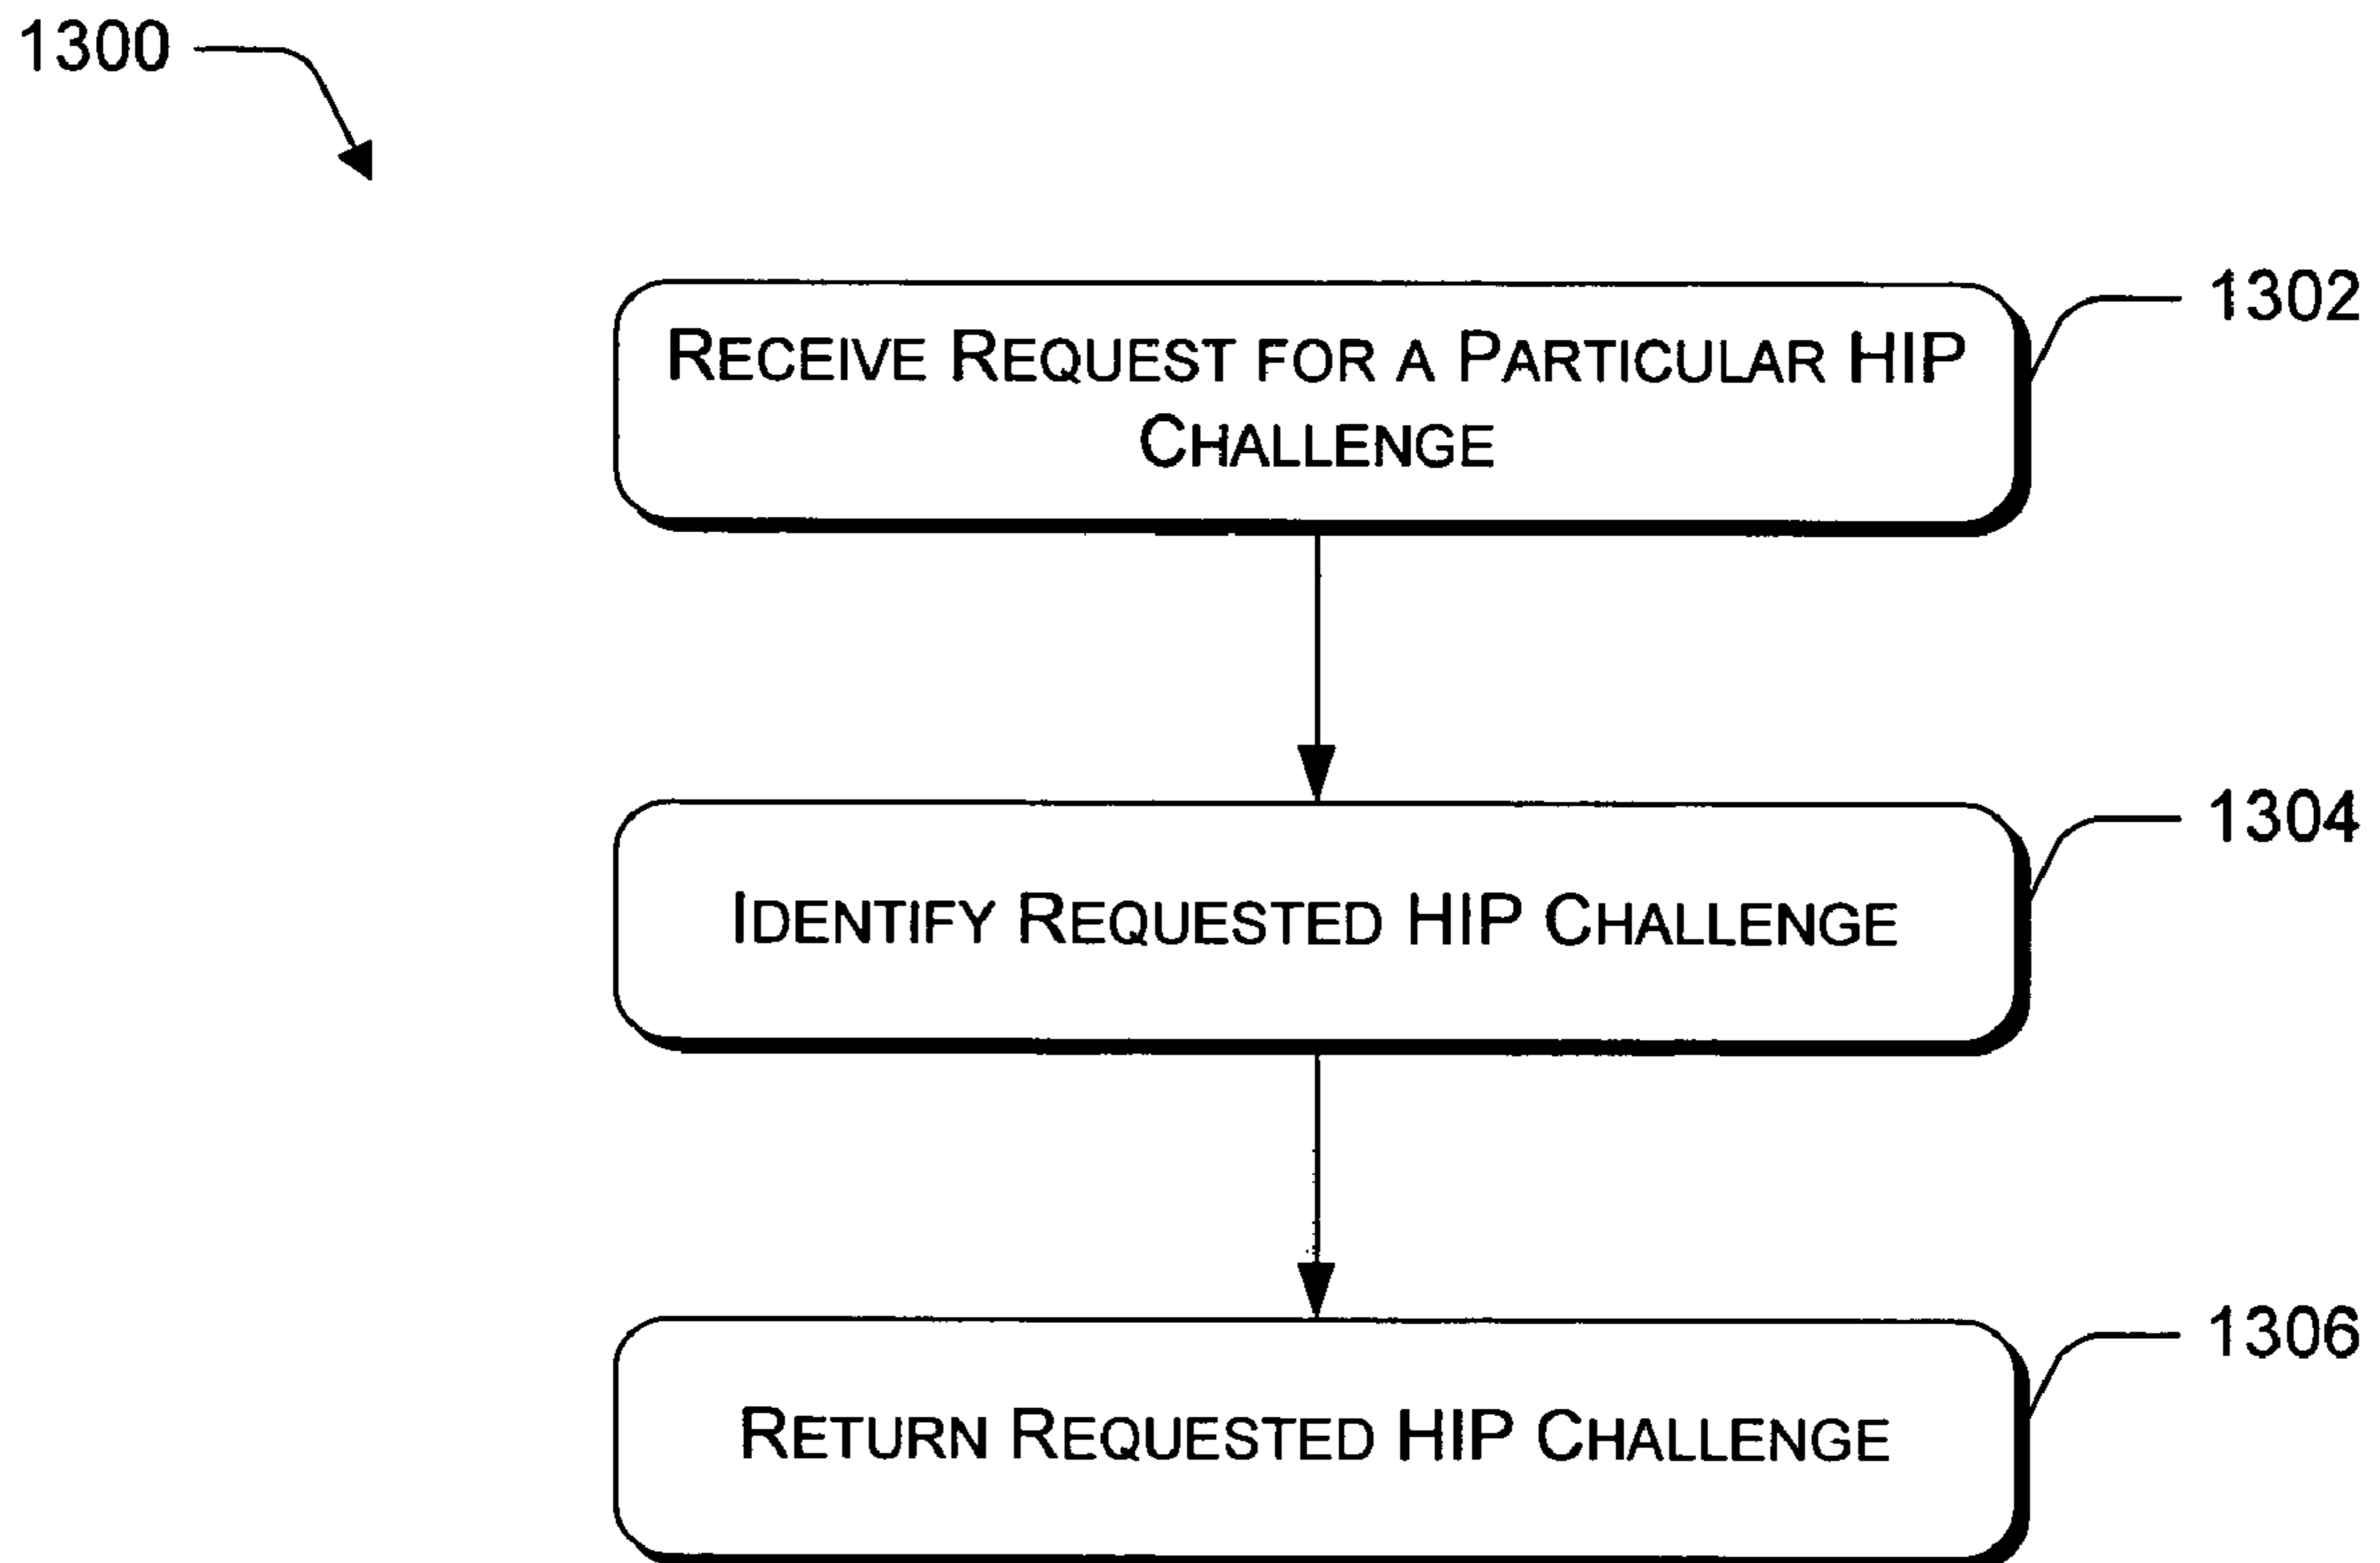 1300
RECEIVE REQUEST FOR A PARTICULAR HIP
CHALLENGE
1302
IDENTIFY REQUESTED HIP CHALLENGE
1304
RETURN REQUESTED HIP CHALLENGE
1306